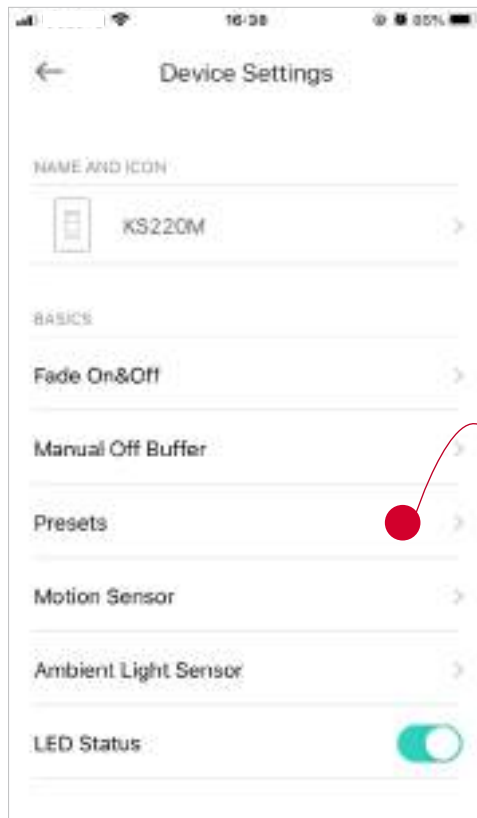 16:38
85%
Device Settings
NAME AND ICON
KS220M
BASICS
Fade On&Off
Manual Off Buffer
Presets
Motion Sensor
Ambient Light Sensor
LED Status